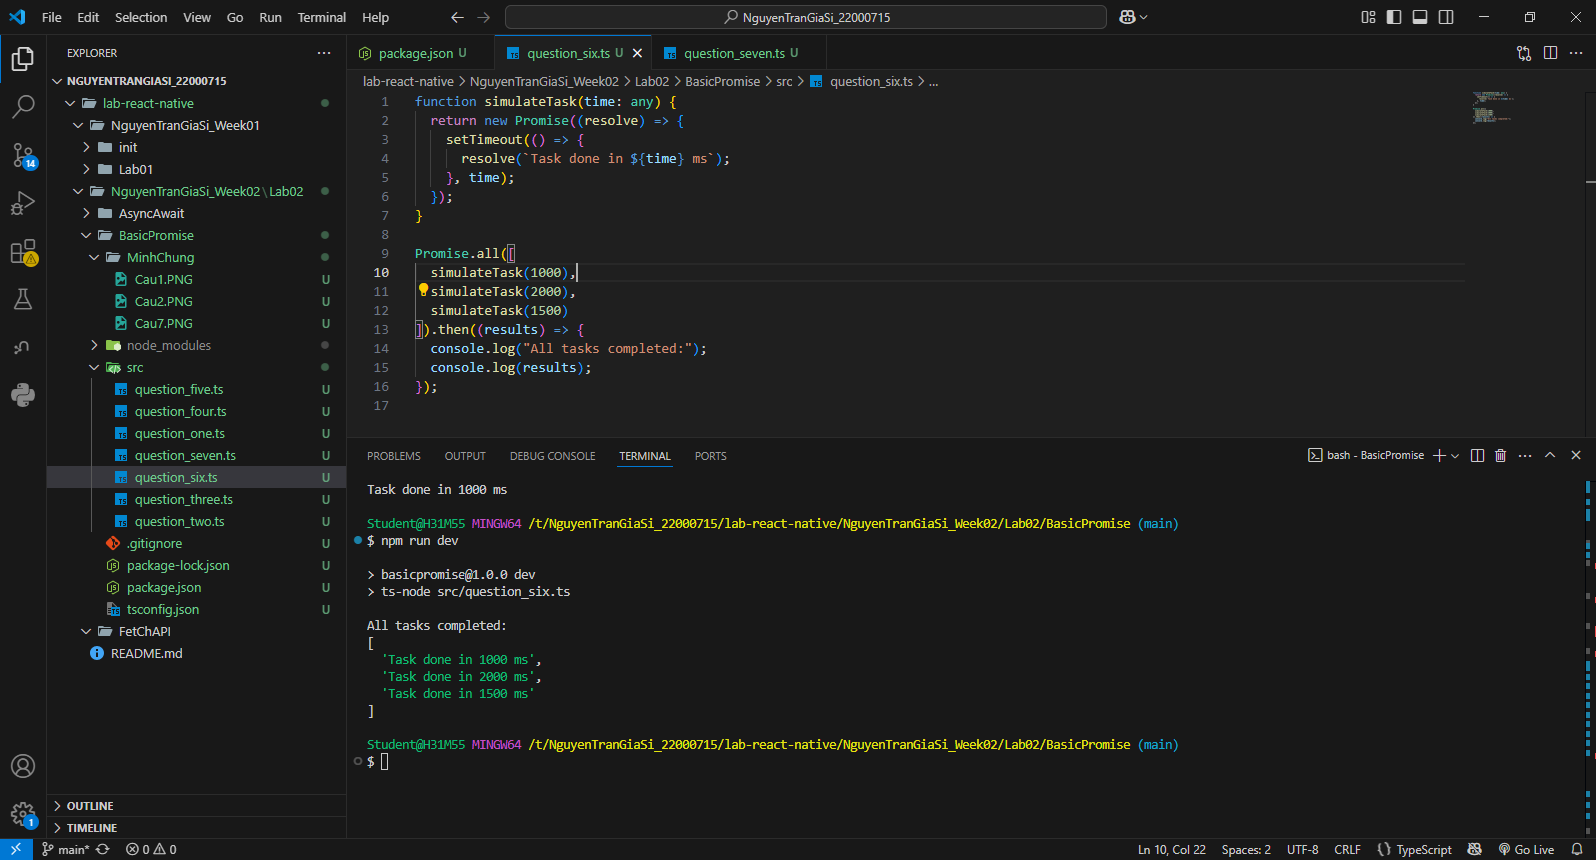 File Edit Selection View Go Run Terminal Help
NguyenTranGiaSi_22000715
EXPLORER
NGUYENTRANGIASI_22000715
lab-react-native
NguyenTranGiaSi_Week01
init
Lab01
NguyenTranGiaSi_Week02 \ Lab02
AsyncAwait
BasicPromise
MinhChung
Cau1.PNG U
Cau2.PNG U
Cau7.PNG U
node_modules
src
question_five.ts U
question_four.ts U
question_one.ts U
question_seven.ts U
question_six.ts U
question_three.ts U
question_two.ts U
.gitignore U
package-lock.json U
package.json U
tsconfig.json U
FetChAPI
README.md
OUTLINE
TIMELINE
14
1
package.json U
question_six.ts U
question_seven.ts U
lab-react-native > NguyenTranGiaSi_Week02 > Lab02 > BasicPromise > src > question_six.ts > ...
1 function simulateTask(time: any) {
2 return new Promise((resolve) => {
3 setTimeout(() => {
4 resolve(`Task done in ${time} ms`);
5 }, time);
6 });
7 }
8
9 Promise.all([
10 simulateTask(1000),
11 simulateTask(2000),
12 simulateTask(1500)
13 ]).then((results) => {
14 console.log("All tasks completed:");
15 console.log(results);
16 });
17
PROBLEMS OUTPUT DEBUG CONSOLE TERMINAL PORTS
bash - BasicPromise
Task done in 1000 ms
Student@H31M55 MINGW64 /t/NguyenTranGiaSi_22000715/lab-react-native/NguyenTranGiaSi_Week02/Lab02/BasicPromise (main)
$ npm run dev
> basicpromise@1.0.0 dev
> ts-node src/question_six.ts
All tasks completed:
[
'Task done in 1000 ms',
'Task done in 2000 ms',
'Task done in 1500 ms'
]
Student@H31M55 MINGW64 /t/NguyenTranGiaSi_22000715/lab-react-native/NguyenTranGiaSi_Week02/Lab02/BasicPromise (main)
$
main* 0 0
Ln 10, Col 22 Spaces: 2 UTF-8 CRLF {} TypeScript Go Live